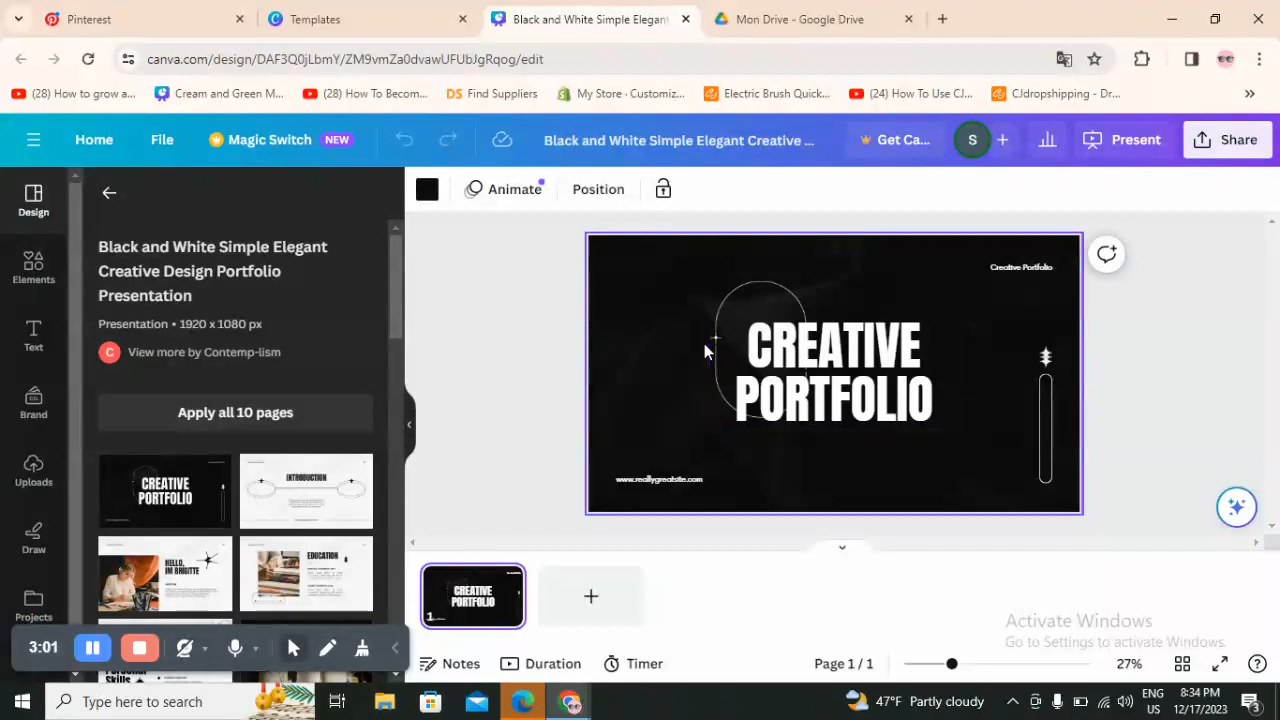 Pinterest
Templates
Black and White Simple Elegant
Mon Drive - Google Drive
canva.com/design/DAF3Q0jLbmY/ZM9vmZa0dvawUFUbJgRqog/edit
(28) How to grow a...
Cream and Green M...
(28) How To Becom...
DS Find Suppliers
My Store · Customiz...
Electric Brush Quick...
(24) How To Use CJ...
CJdropshipping - Dr...
Home
File
Magic Switch NEW
Black and White Simple Elegant Creative ...
Get Ca...
S
Present
Share
Design
Elements
Text
Brand
Uploads
Draw
Projects
Black and White Simple Elegant
Creative Design Portfolio
Presentation
Presentation • 1920 x 1080 px
C
View more by Contemp-lism
Apply all 10 pages
CREATIVE
PORTFOLIO
INTRODUCTION
HELLO,
IM BRIGITTE
EDUCATION
Animate
Position
Creative Portfolio
CREATIVE
PORTFOLIO
www.reallygreatsite.com
1
CREATIVE
PORTFOLIO
Activate Windows
Go to Settings to activate Windows.
3:01
Notes
Duration
Timer
Page 1 / 1
27%
Type here to search
47°F Partly cloudy
ENG
US
8:34 PM
12/17/2023
3